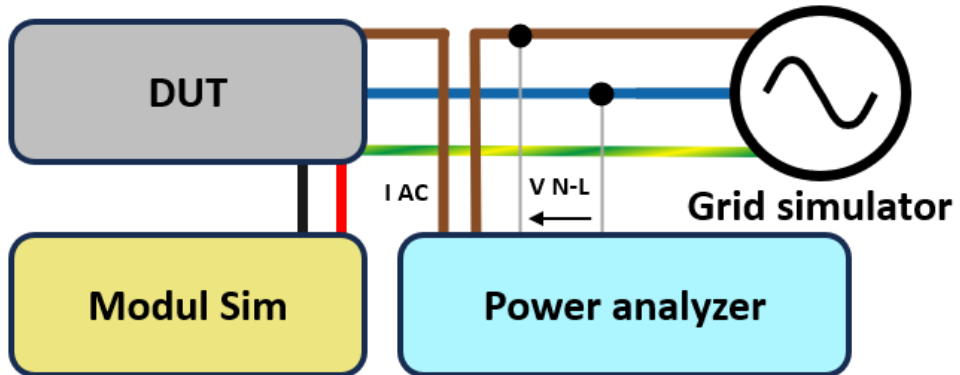 DUT
I AC
V N-L
Grid simulator
Modul Sim
Power analyzer